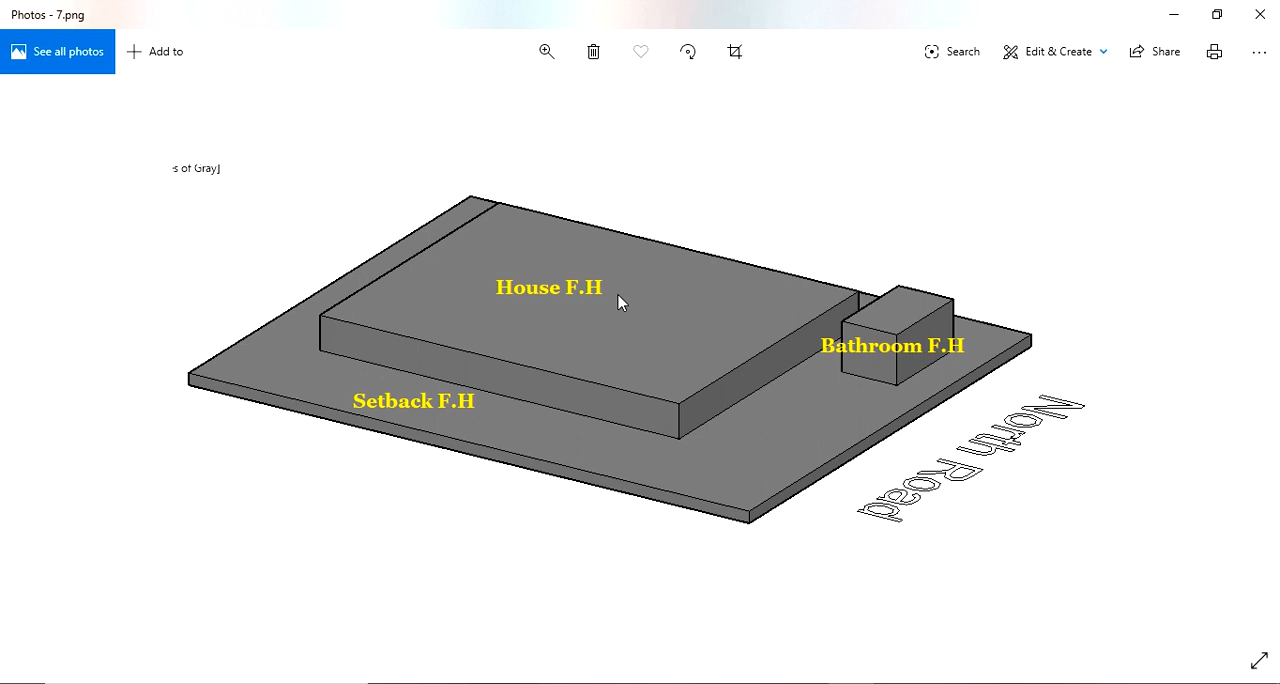 Photos - 7.png
See all photos
Add to
Search
Edit & Create
Share
s of Gray]
House F.H
Bathroom F.H
Setback F.H
North Road